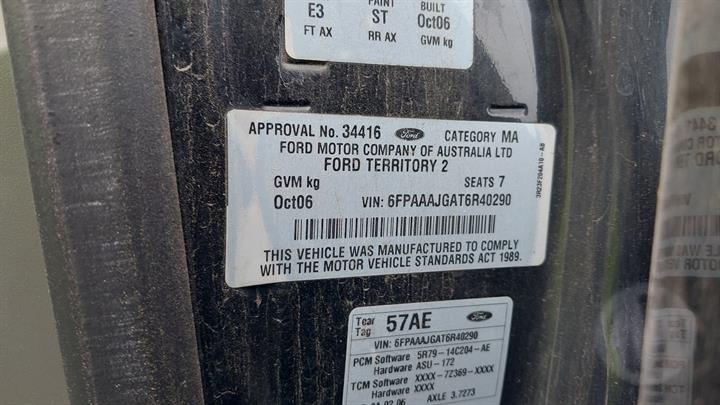 PAINT BUILT
E3 ST Oct06
FT AX RR AX GVM kg
APPROVAL No. 34416 Ford CATEGORY MA
FORD MOTOR COMPANY OF AUSTRALIA LTD
FORD TERRITORY 2
GVM kg SEATS 7
Oct06 VIN: 6FPAAAJGAT6R40290
THIS VEHICLE WAS MANUFACTURED TO COMPLY
WITH THE MOTOR VEHICLE STANDARDS ACT 1989.
3R23F204A10-AB
Tear Tag 57AE Ford
VIN: 6FPAAAJGAT6R40290
PCM Software 5R79-14C204-AE
Hardware ASU-172
TCM Software XXXX-7Z369-XXXX
Hardware XXXX
AXLE 3.7273